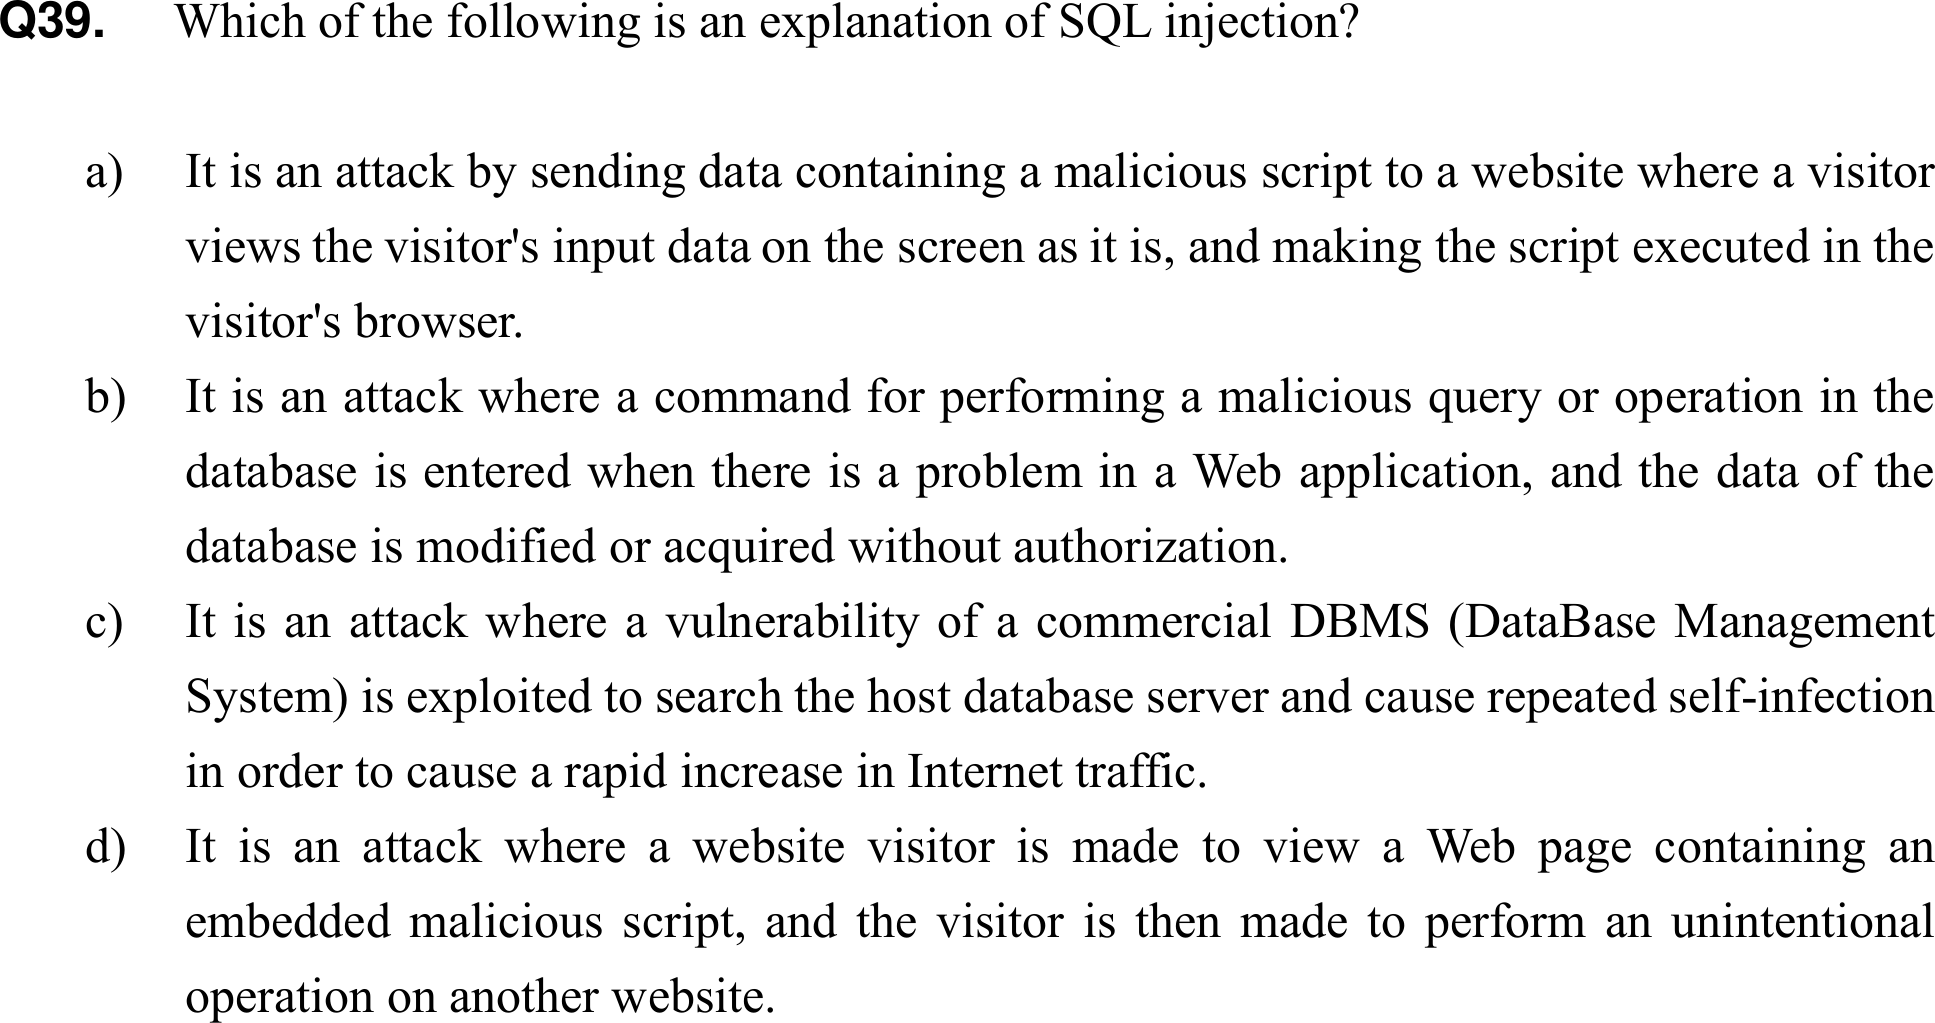 Q39. Which of the following is an explanation of SQL injection?
a) It is an attack by sending data containing a malicious script to a website where a visitor
views the visitor's input data on the screen as it is, and making the script executed in the
visitor's browser.
b) It is an attack where a command for performing a malicious query or operation in the
database is entered when there is a problem in a Web application, and the data of the
database is modified or acquired without authorization.
c) It is an attack where a vulnerability of a commercial DBMS (DataBase Management
System) is exploited to search the host database server and cause repeated self-infection
in order to cause a rapid increase in Internet traffic.
d) It is an attack where a website visitor is made to view a Web page containing an
embedded malicious script, and the visitor is then made to perform an unintentional
operation on another website.